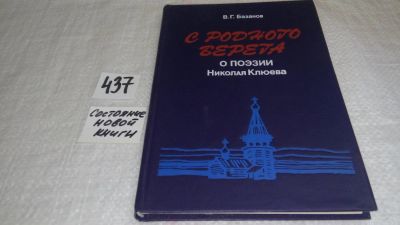 В. Г. Базанов
С РОДНОГО
БЕРЕГА
О ПОЭЗИИ
Николая Клюева
437
Состояние
новой
книги